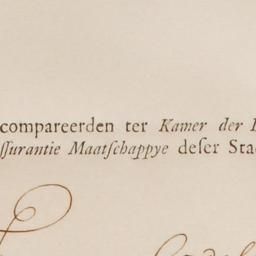 compareerden ter Kamer der
ſſurantie Maatſchappye deſer Sta